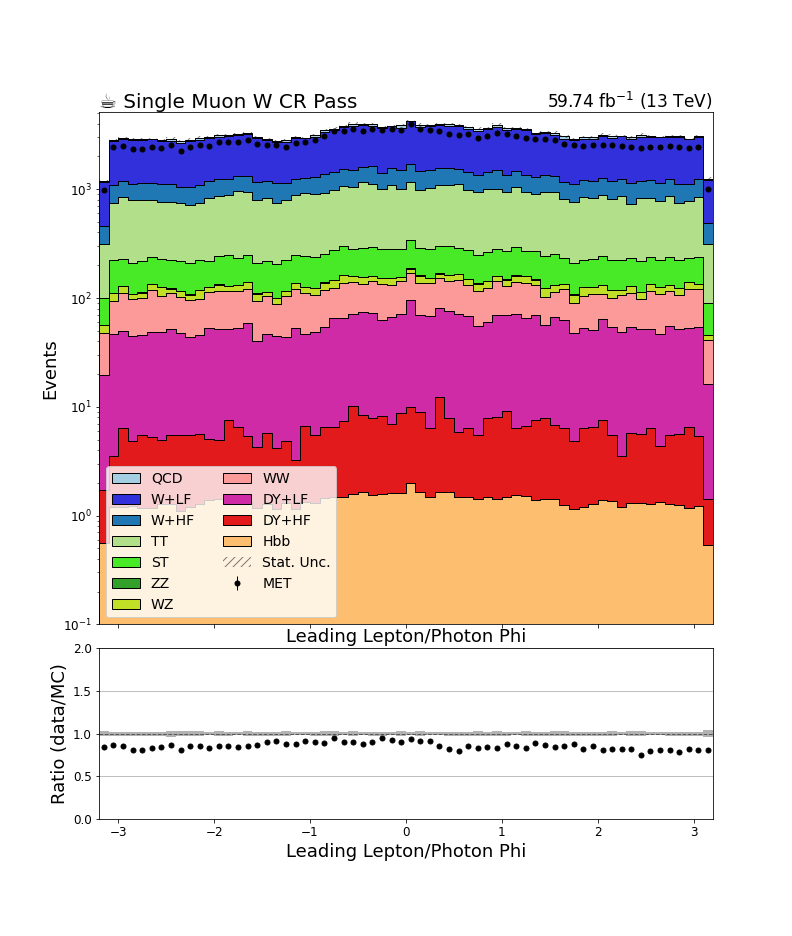 ☕ Single Muon W CR Pass 59.74 fb⁻¹ (13 TeV)
10³
10²
10¹
10⁰
10⁻¹
Events
QCD WW
W+LF DY+LF
W+HF DY+HF
TT Hbb
ST Stat. Unc.
ZZ MET
WZ
Leading Lepton/Photon Phi
2.0
1.5
1.0
0.5
0.0
Ratio (data/MC)
−3 −2 −1 0 1 2 3
Leading Lepton/Photon Phi